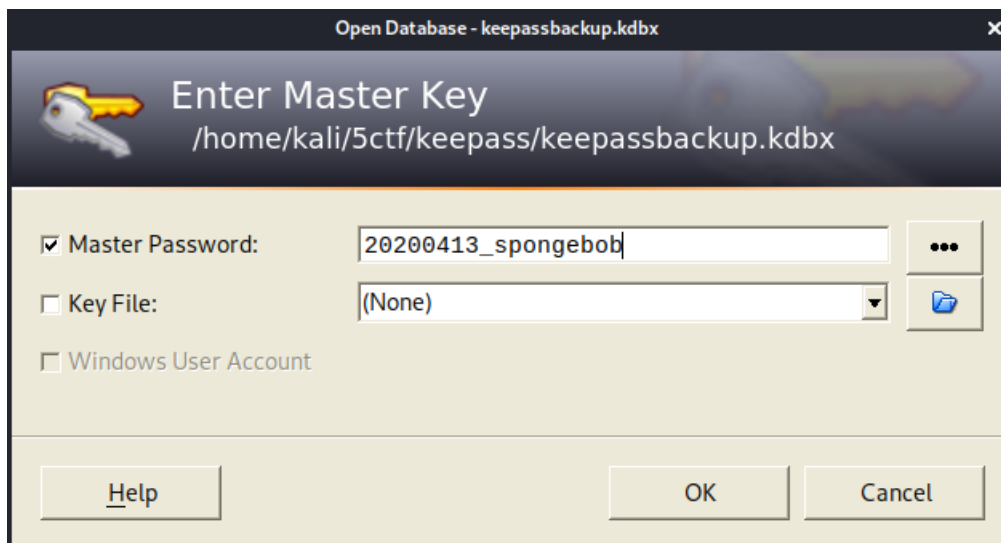 Open Database - keepassbackup.kdbx ×
Enter Master Key
/home/kali/5ctf/keepass/keepassbackup.kdbx
Master Password: 20200413_spongebob •••
Key File: (None)
Windows User Account
Help OK Cancel